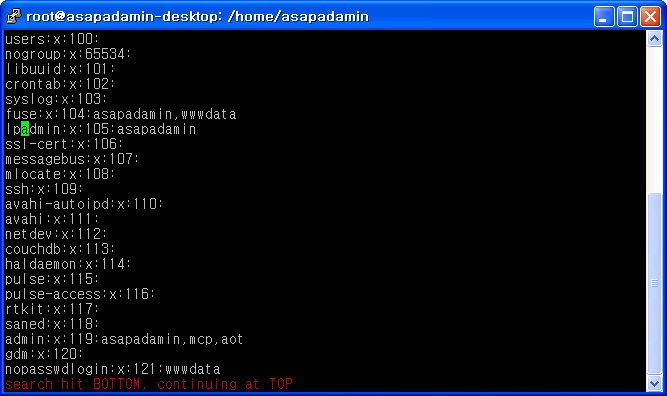 root@asapadamin-desktop: /home/asapadamin
users:x:100:
nogroup:x:65534:
libuuid:x:101:
crontab:x:102:
syslog:x:103:
fuse:x:104:asapadamin,wwwdata
lpadmin:x:105:asapadamin
ssl-cert:x:106:
messagebus:x:107:
mlocate:x:108:
ssh:x:109:
avahi-autoipd:x:110:
avahi:x:111:
netdev:x:112:
couchdb:x:113:
haldaemon:x:114:
pulse:x:115:
pulse-access:x:116:
rtkit:x:117:
saned:x:118:
admin:x:119:asapadamin,mcp,aot
gdm:x:120:
nopasswdlogin:x:121:wwwdata
search hit BOTTOM, continuing at TOP